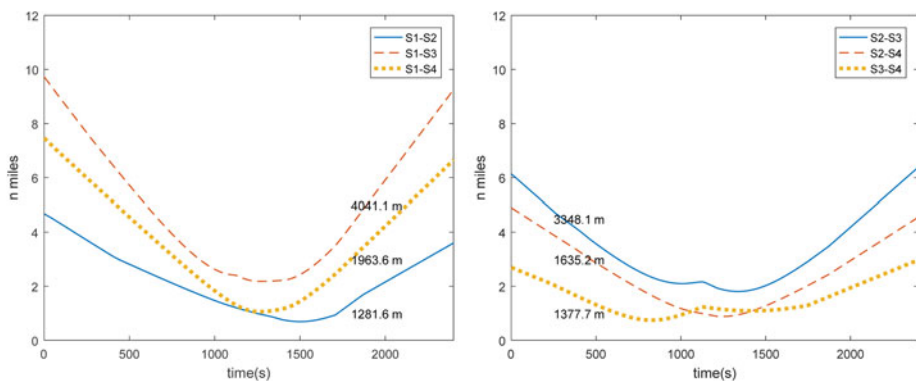 12
10
8
6
4
2
0
n miles
S1-S2
S1-S3
S1-S4
4041.1 m
1963.6 m
1281.6 m
0
500
1000
1500
2000
time(s)
12
10
8
6
4
2
0
n miles
S2-S3
S2-S4
S3-S4
3348.1 m
1635.2 m
1377.7 m
0
500
1000
1500
2000
time(s)